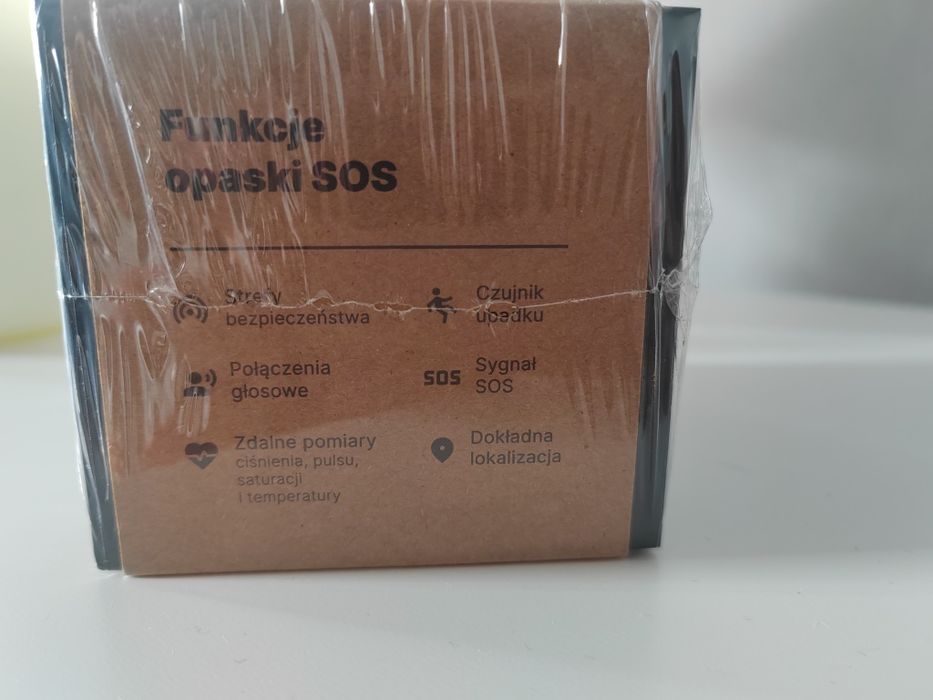 Funkcje
opaski SOS
Strefy
bezpieczeństwa
Czujnik
upadku
Połączenia
głosowe
SOS
Sygnał
SOS
Zdalne pomiary
ciśnienia, pulsu,
saturacji
i temperatury
Dokładna
lokalizacja